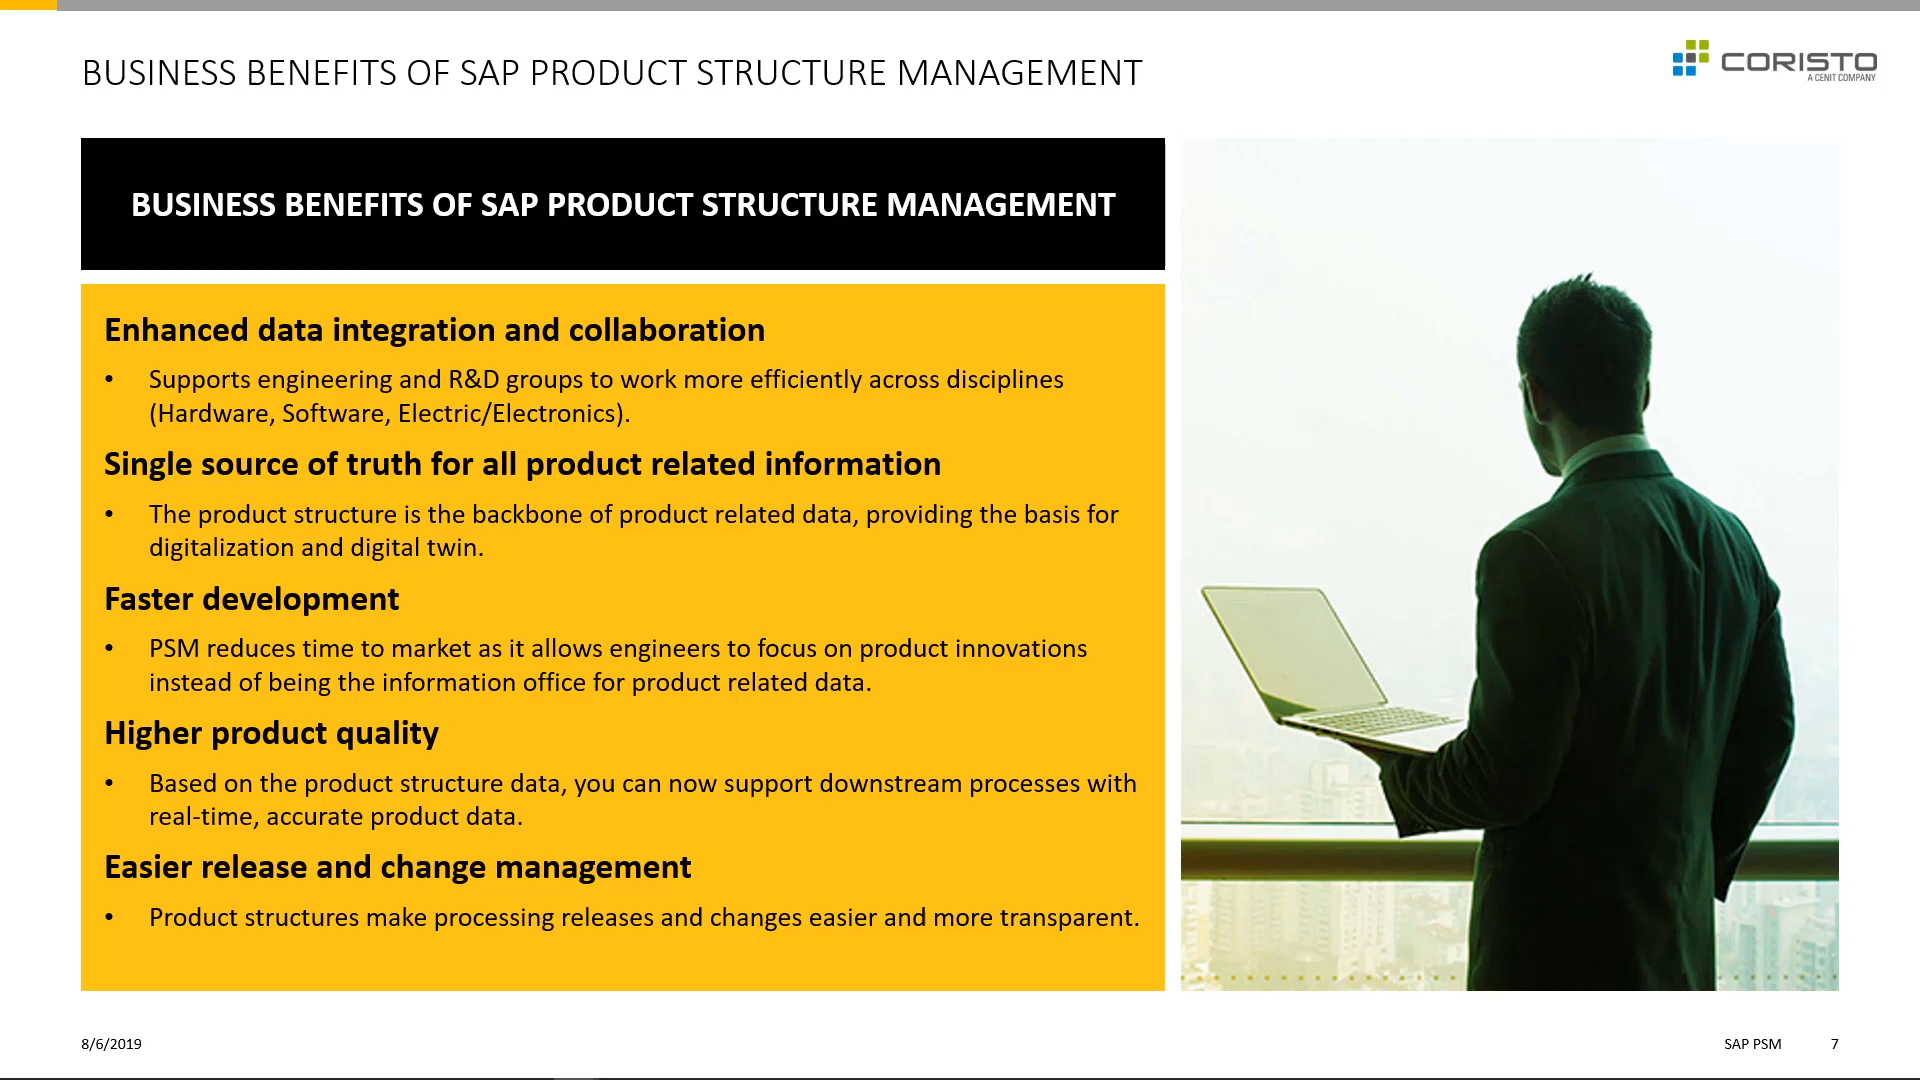 BUSINESS BENEFITS OF SAP PRODUCT STRUCTURE MANAGEMENT
CORISTO
A CENIT COMPANY
BUSINESS BENEFITS OF SAP PRODUCT STRUCTURE MANAGEMENT
Enhanced data integration and collaboration
• Supports engineering and R&D groups to work more efficiently across disciplines
(Hardware, Software, Electric/Electronics).
Single source of truth for all product related information
• The product structure is the backbone of product related data, providing the basis for
digitalization and digital twin.
Faster development
• PSM reduces time to market as it allows engineers to focus on product innovations
instead of being the information office for product related data.
Higher product quality
• Based on the product structure data, you can now support downstream processes with
real-time, accurate product data.
Easier release and change management
• Product structures make processing releases and changes easier and more transparent.
8/6/2019
SAP PSM 7